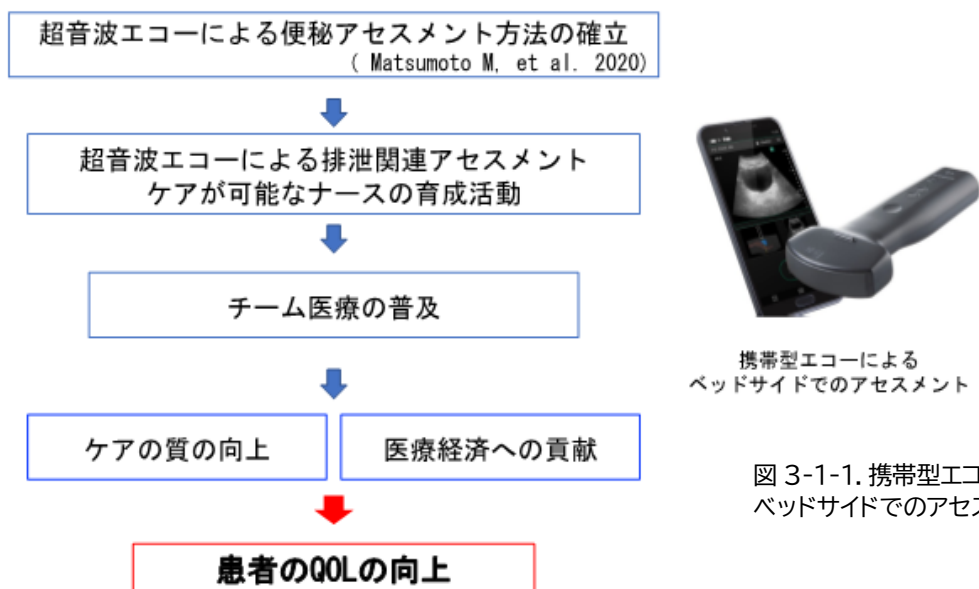 超音波エコーによる便秘アセスメント方法の確立
( Matsumoto M, et al. 2020)
超音波エコーによる排泄関連アセスメント
ケアが可能なナースの育成活動
チーム医療の普及
ケアの質の向上
医療経済への貢献
患者のQOLの向上
携帯型エコーによる
ベッドサイドでのアセスメント
図 3-1-1. 携帯型エコ
ベッドサイドでのアセス